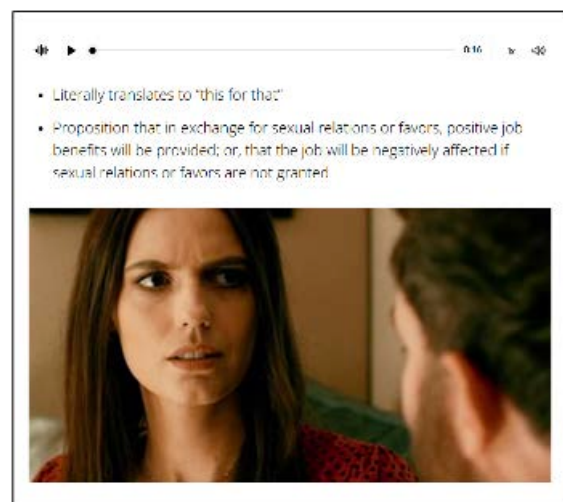 0:16 1x
• Literally translates to "this for that"
• Proposition that in exchange for sexual relations or favors, positive job
benefits will be provided; or, that the job will be negatively affected if
sexual relations or favors are not granted